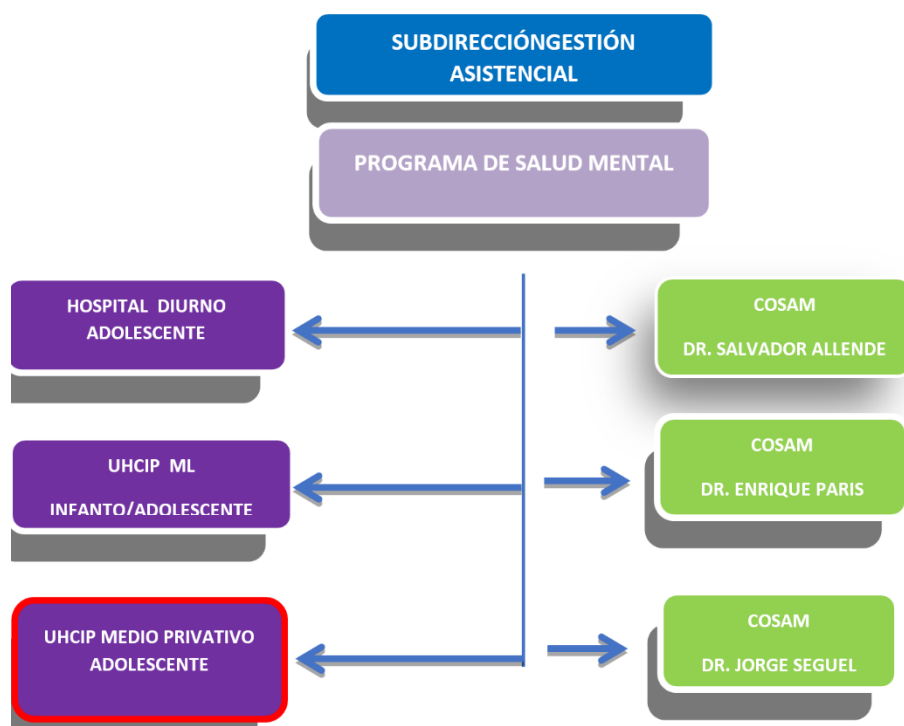 SUBDIRECCIÓNGESTIÓN
ASISTENCIAL
PROGRAMA DE SALUD MENTAL
HOSPITAL DIURNO
ADOLESCENTE
COSAM
DR. SALVADOR ALLENDE
UHCIP ML
INFANTO/ADOLESCENTE
COSAM
DR. ENRIQUE PARIS
UHCIP MEDIO PRIVATIVO
ADOLESCENTE
COSAM
DR. JORGE SEGUEL